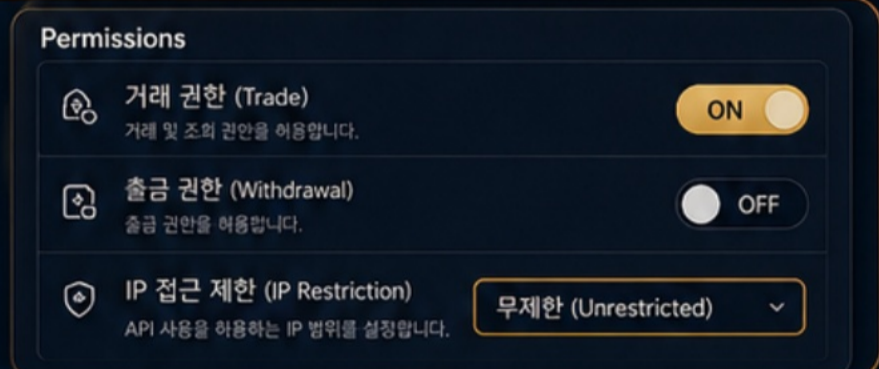 Permissions
거래 권한 (Trade)
거래 및 조회 권한을 허용합니다.
ON
출금 권한 (Withdrawal)
출금 권한을 허용합니다.
OFF
IP 접근 제한 (IP Restriction)
API 사용을 허용하는 IP 범위를 설정합니다.
무제한 (Unrestricted)